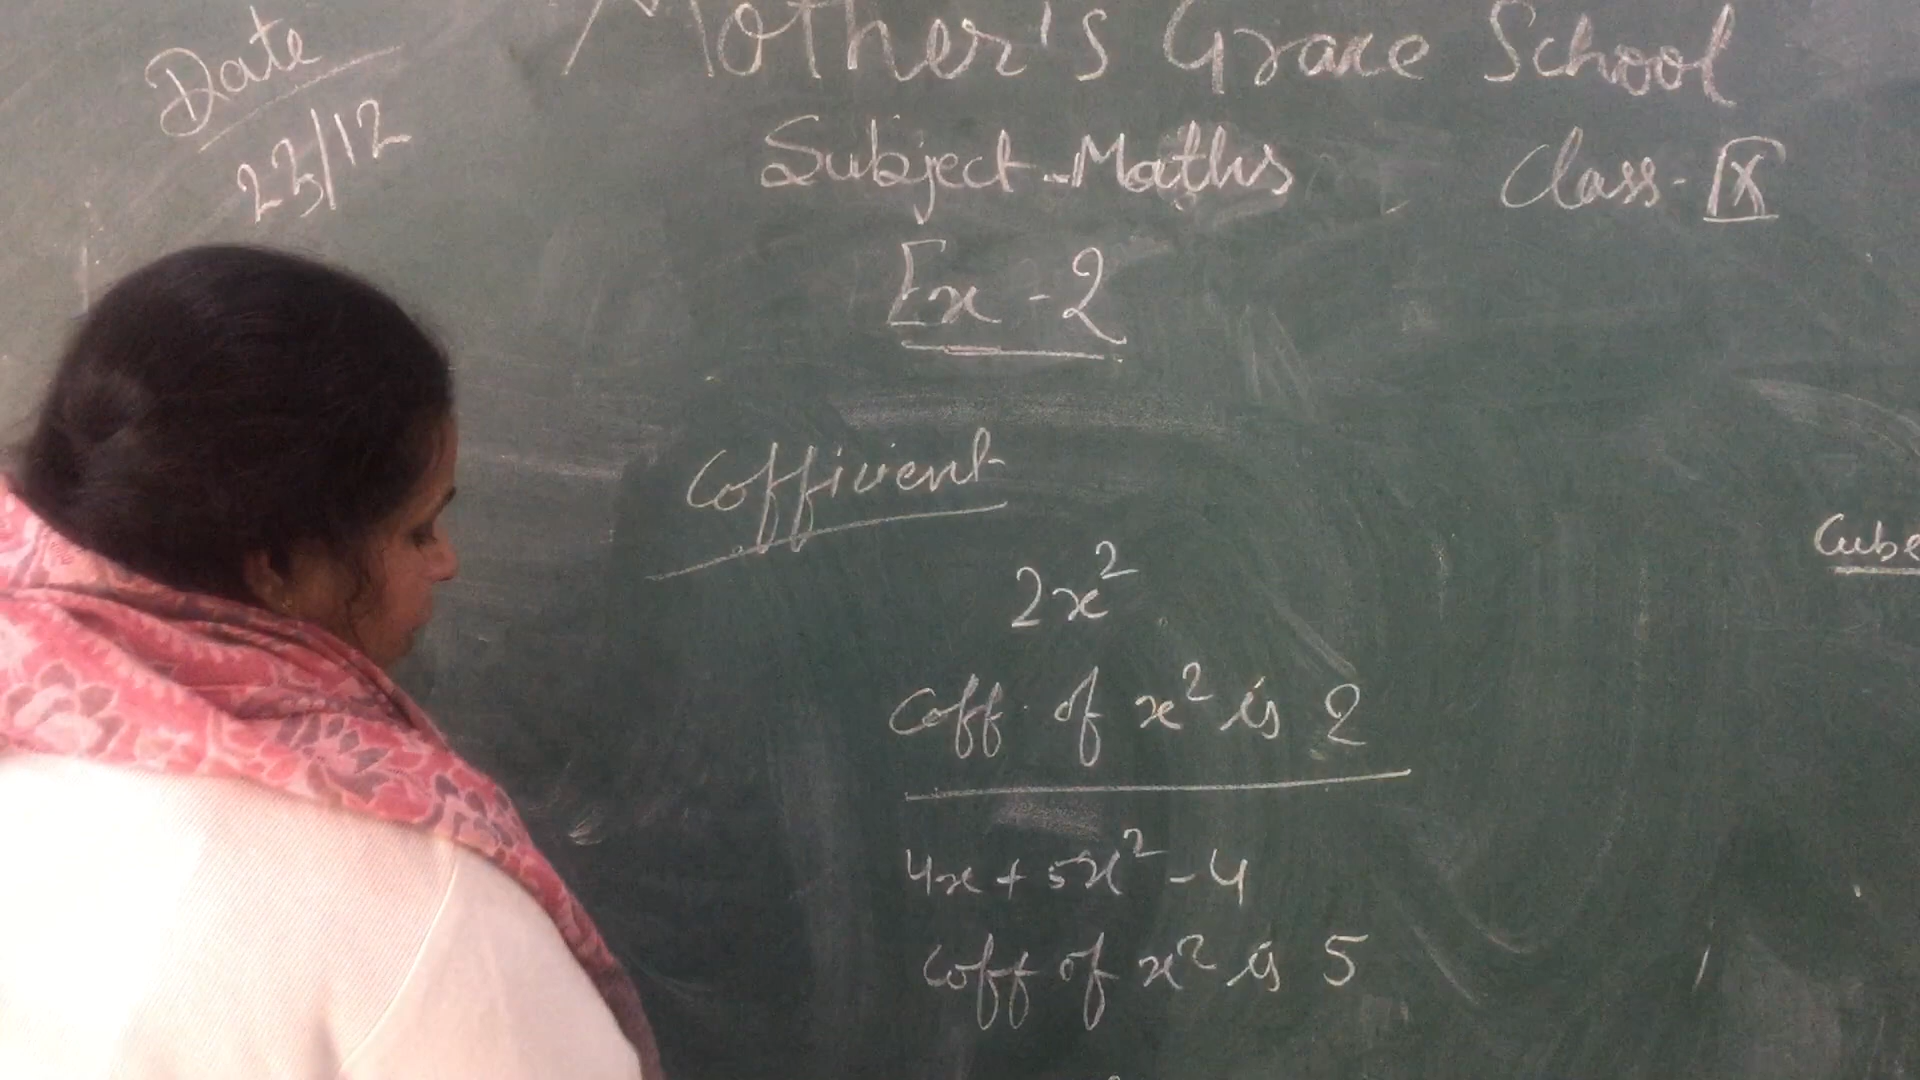 Date
23/12
Mother's Grace School
Subject - Maths
Class - IX
Ex - 2
Cofficient
2x²
Coff. of x² is 2
4x + 5x² - 4
Coff of x² is 5
Cube